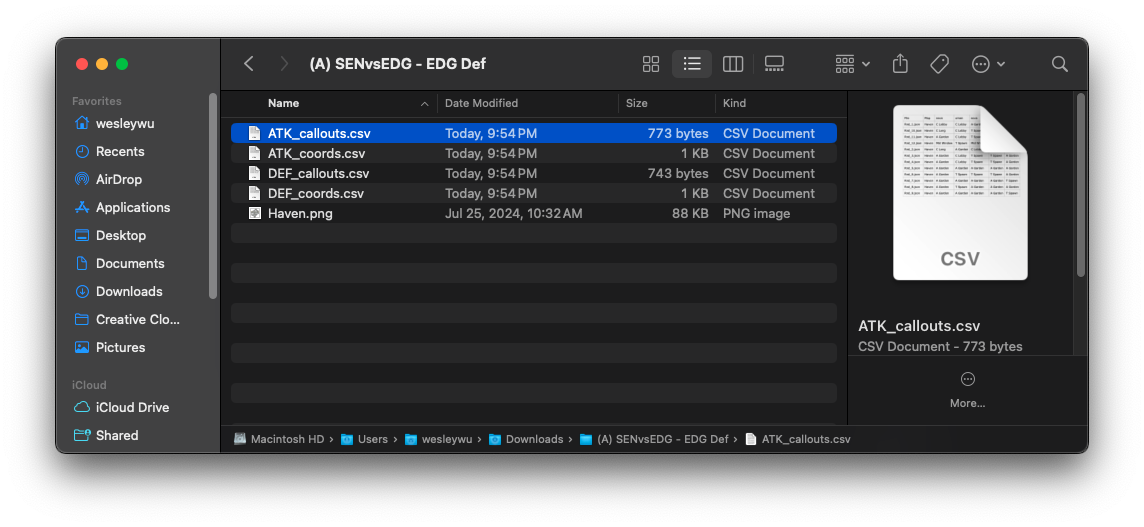 (A) SENvsEDG - EDG Def
Favorites
wesleywu
Recents
AirDrop
Applications
Desktop
Documents
Downloads
Creative Clo...
Pictures
iCloud
iCloud Drive
Shared
Name Date Modified Size Kind
ATK_callouts.csv Today, 9:54 PM 773 bytes CSV Document
ATK_coords.csv Today, 9:54 PM 1 KB CSV Document
DEF_callouts.csv Today, 9:54 PM 743 bytes CSV Document
DEF_coords.csv Today, 9:54 PM 1 KB CSV Document
Haven.png Jul 25, 2024, 10:32 AM 88 KB PNG image
CSV
ATK_callouts.csv
CSV Document - 773 bytes
More...
Macintosh HD › Users › wesleywu › Downloads › (A) SENvsEDG - EDG Def › ATK_callouts.csv